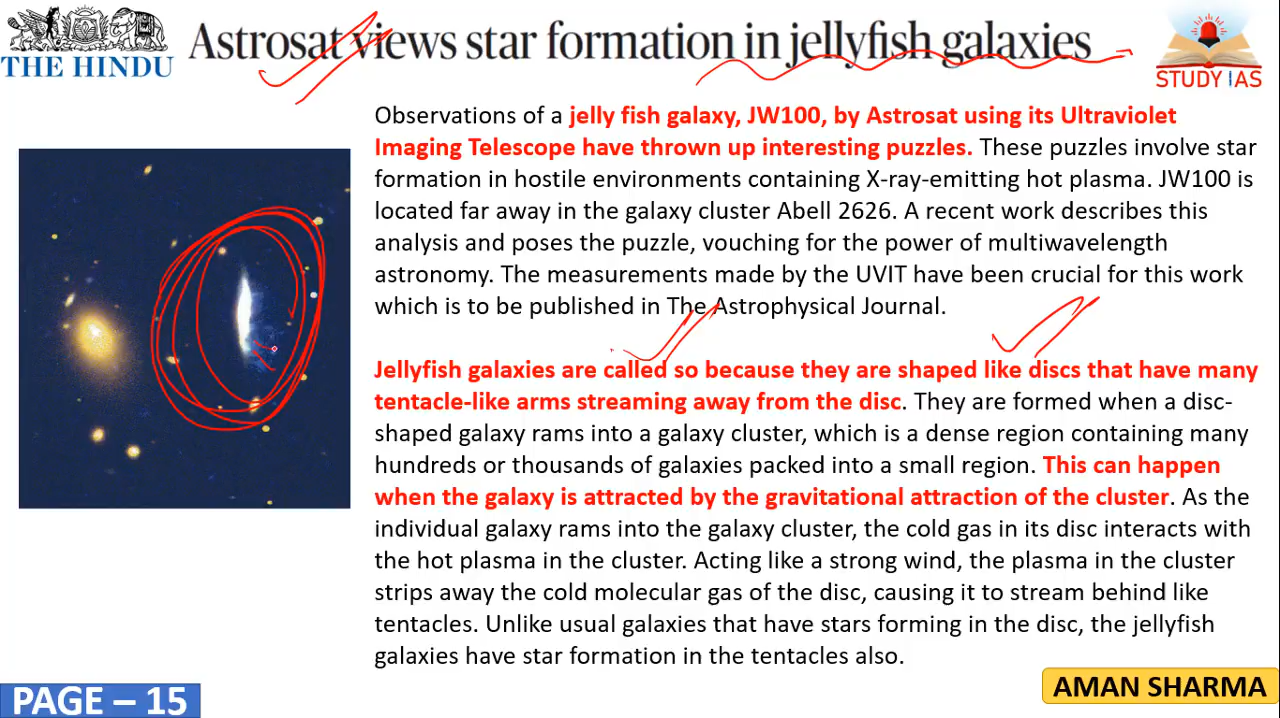 THE HINDU
Astrosat views star formation in jellyfish galaxies
STUDY IAS
Observations of a jelly fish galaxy, JW100, by Astrosat using its Ultraviolet
Imaging Telescope have thrown up interesting puzzles. These puzzles involve star
formation in hostile environments containing X-ray-emitting hot plasma. JW100 is
located far away in the galaxy cluster Abell 2626. A recent work describes this
analysis and poses the puzzle, vouching for the power of multiwavelength
astronomy. The measurements made by the UVIT have been crucial for this work
which is to be published in The Astrophysical Journal.
Jellyfish galaxies are called so because they are shaped like discs that have many
tentacle-like arms streaming away from the disc. They are formed when a disc-
shaped galaxy rams into a galaxy cluster, which is a dense region containing many
hundreds or thousands of galaxies packed into a small region. This can happen
when the galaxy is attracted by the gravitational attraction of the cluster. As the
individual galaxy rams into the galaxy cluster, the cold gas in its disc interacts with
the hot plasma in the cluster. Acting like a strong wind, the plasma in the cluster
strips away the cold molecular gas of the disc, causing it to stream behind like
tentacles. Unlike usual galaxies that have stars forming in the disc, the jellyfish
galaxies have star formation in the tentacles also.
PAGE – 15
AMAN SHARMA